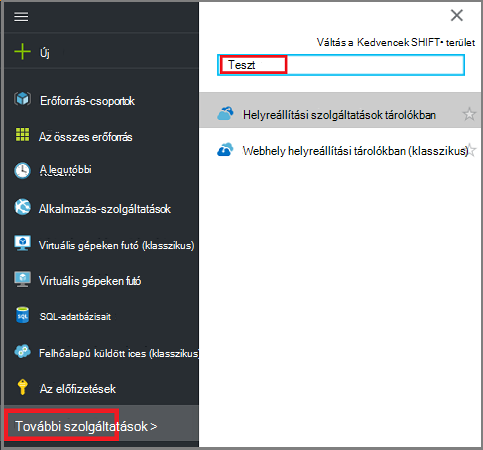 Új
Erőforrás-csoportok
Az összes erőforrás
A legutóbbi
Alkalmazás-szolgáltatások
Virtuális gépeken futó (klasszikus)
Virtuális gépeken futó
SQL-adatbázisait
Felhőalapú küldött ices (klasszikus)
Az előfizetések
További szolgáltatások >
Váltás a Kedvencek SHIFT• terület
Teszt
Helyreállítási szolgáltatások tárolókban
Webhely helyreállítási tárolókban (klasszikus)